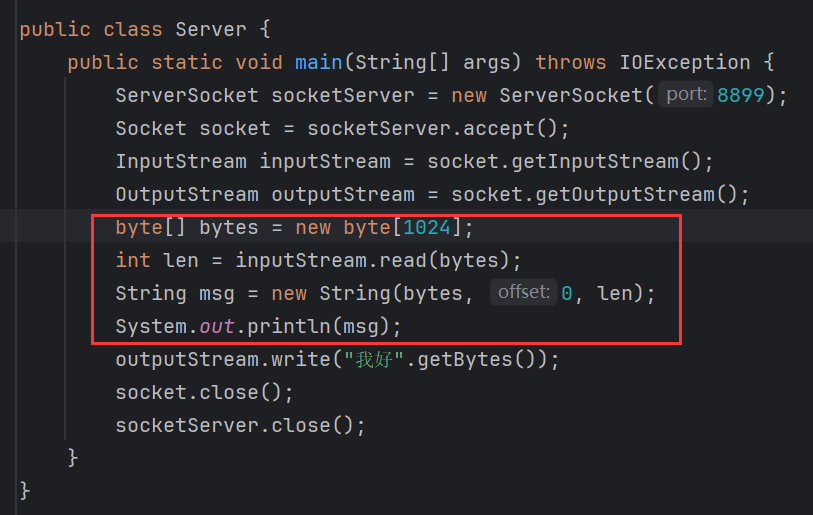 public class Server {
public static void main(String[] args) throws IOException {
ServerSocket socketServer = new ServerSocket( port: 8899);
Socket socket = socketServer.accept();
InputStream inputStream = socket.getInputStream();
OutputStream outputStream = socket.getOutputStream();
byte[] bytes = new byte[1024];
int len = inputStream.read(bytes);
String msg = new String(bytes, offset: 0, len);
System.out.println(msg);
outputStream.write("我好".getBytes());
socket.close();
socketServer.close();
}
}